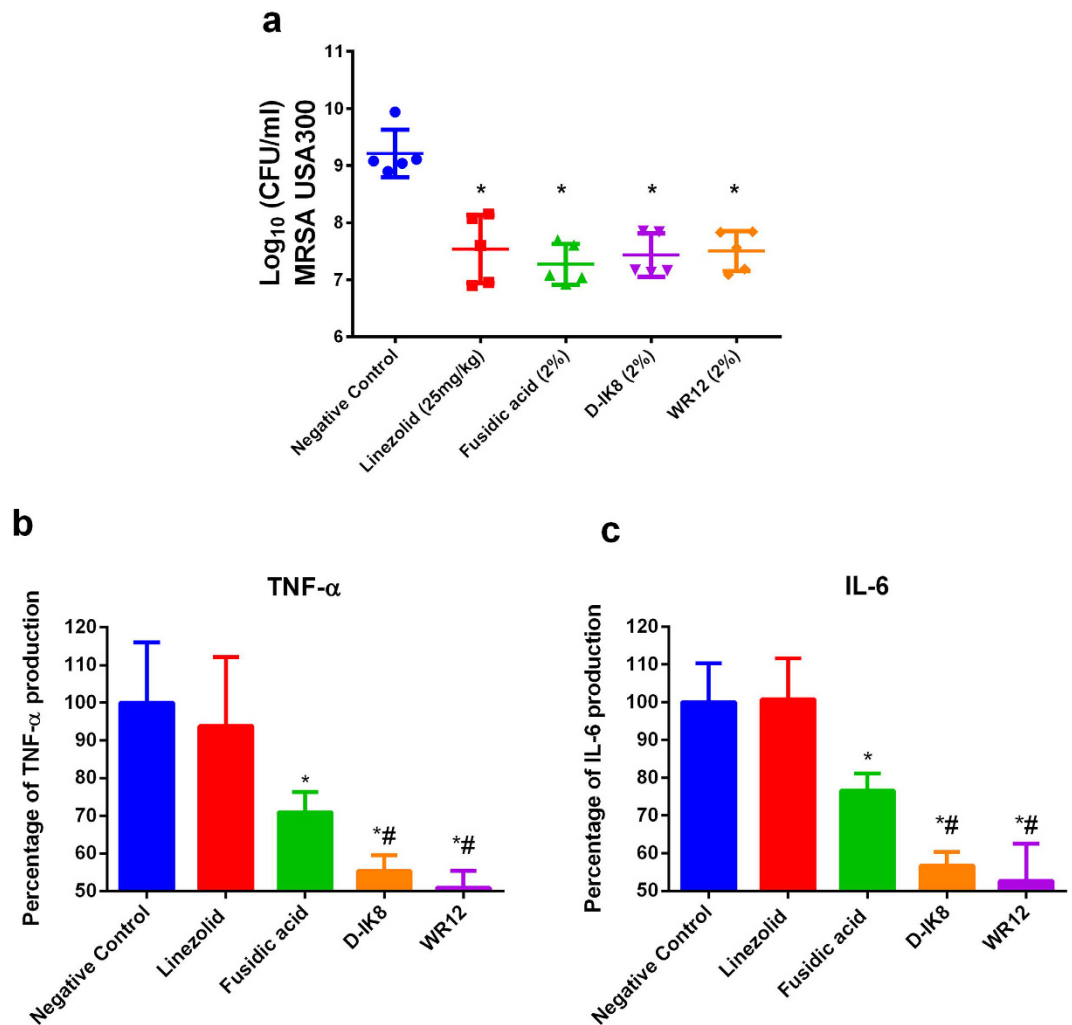 a
Log₁₀ (CFU/ml)
MRSA USA300
11
10
9
8
7
6
* * * *
Negative Control
Linezolid (25mg/kg)
Fusidic acid (2%)
D-IK8 (2%)
WR12 (2%)
b
TNF-α
Percentage of TNF-α production
120
110
100
90
80
70
60
50
*
*#
*#
Negative Control
Linezolid
Fusidic acid
D-IK8
WR12
c
IL-6
Percentage of IL-6 production
120
110
100
90
80
70
60
50
*
*#
*#
Negative Control
Linezolid
Fusidic acid
D-IK8
WR12